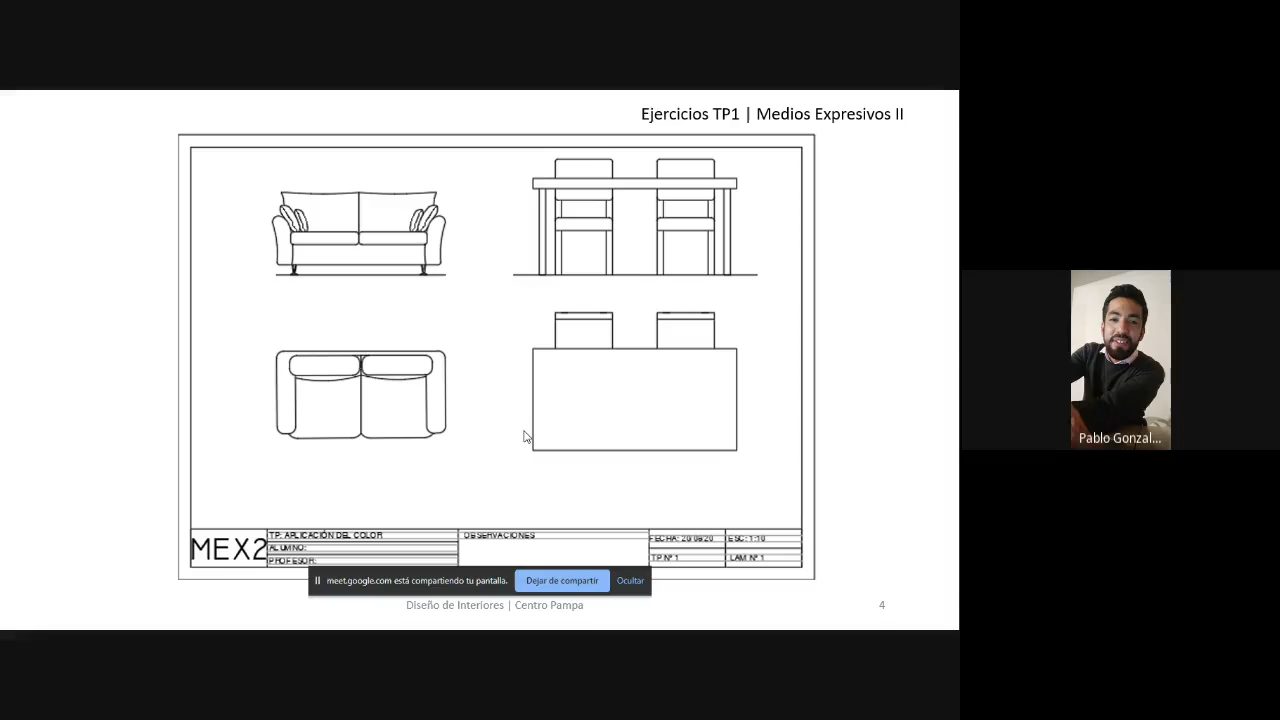 Ejercicios TP1 | Medios Expresivos II
MEX2
TP: APLICACIÓN DEL COLOR
ALUMNO:
PROFESOR:
OBSERVACIONES
FECHA: 20/08/20
ESC: 1:10
TP Nº 1
LAM Nº 1
meet.google.com está compartiendo tu pantalla.
Dejar de compartir
Ocultar
Diseño de Interiores | Centro Pampa
4
Pablo Gonzal...